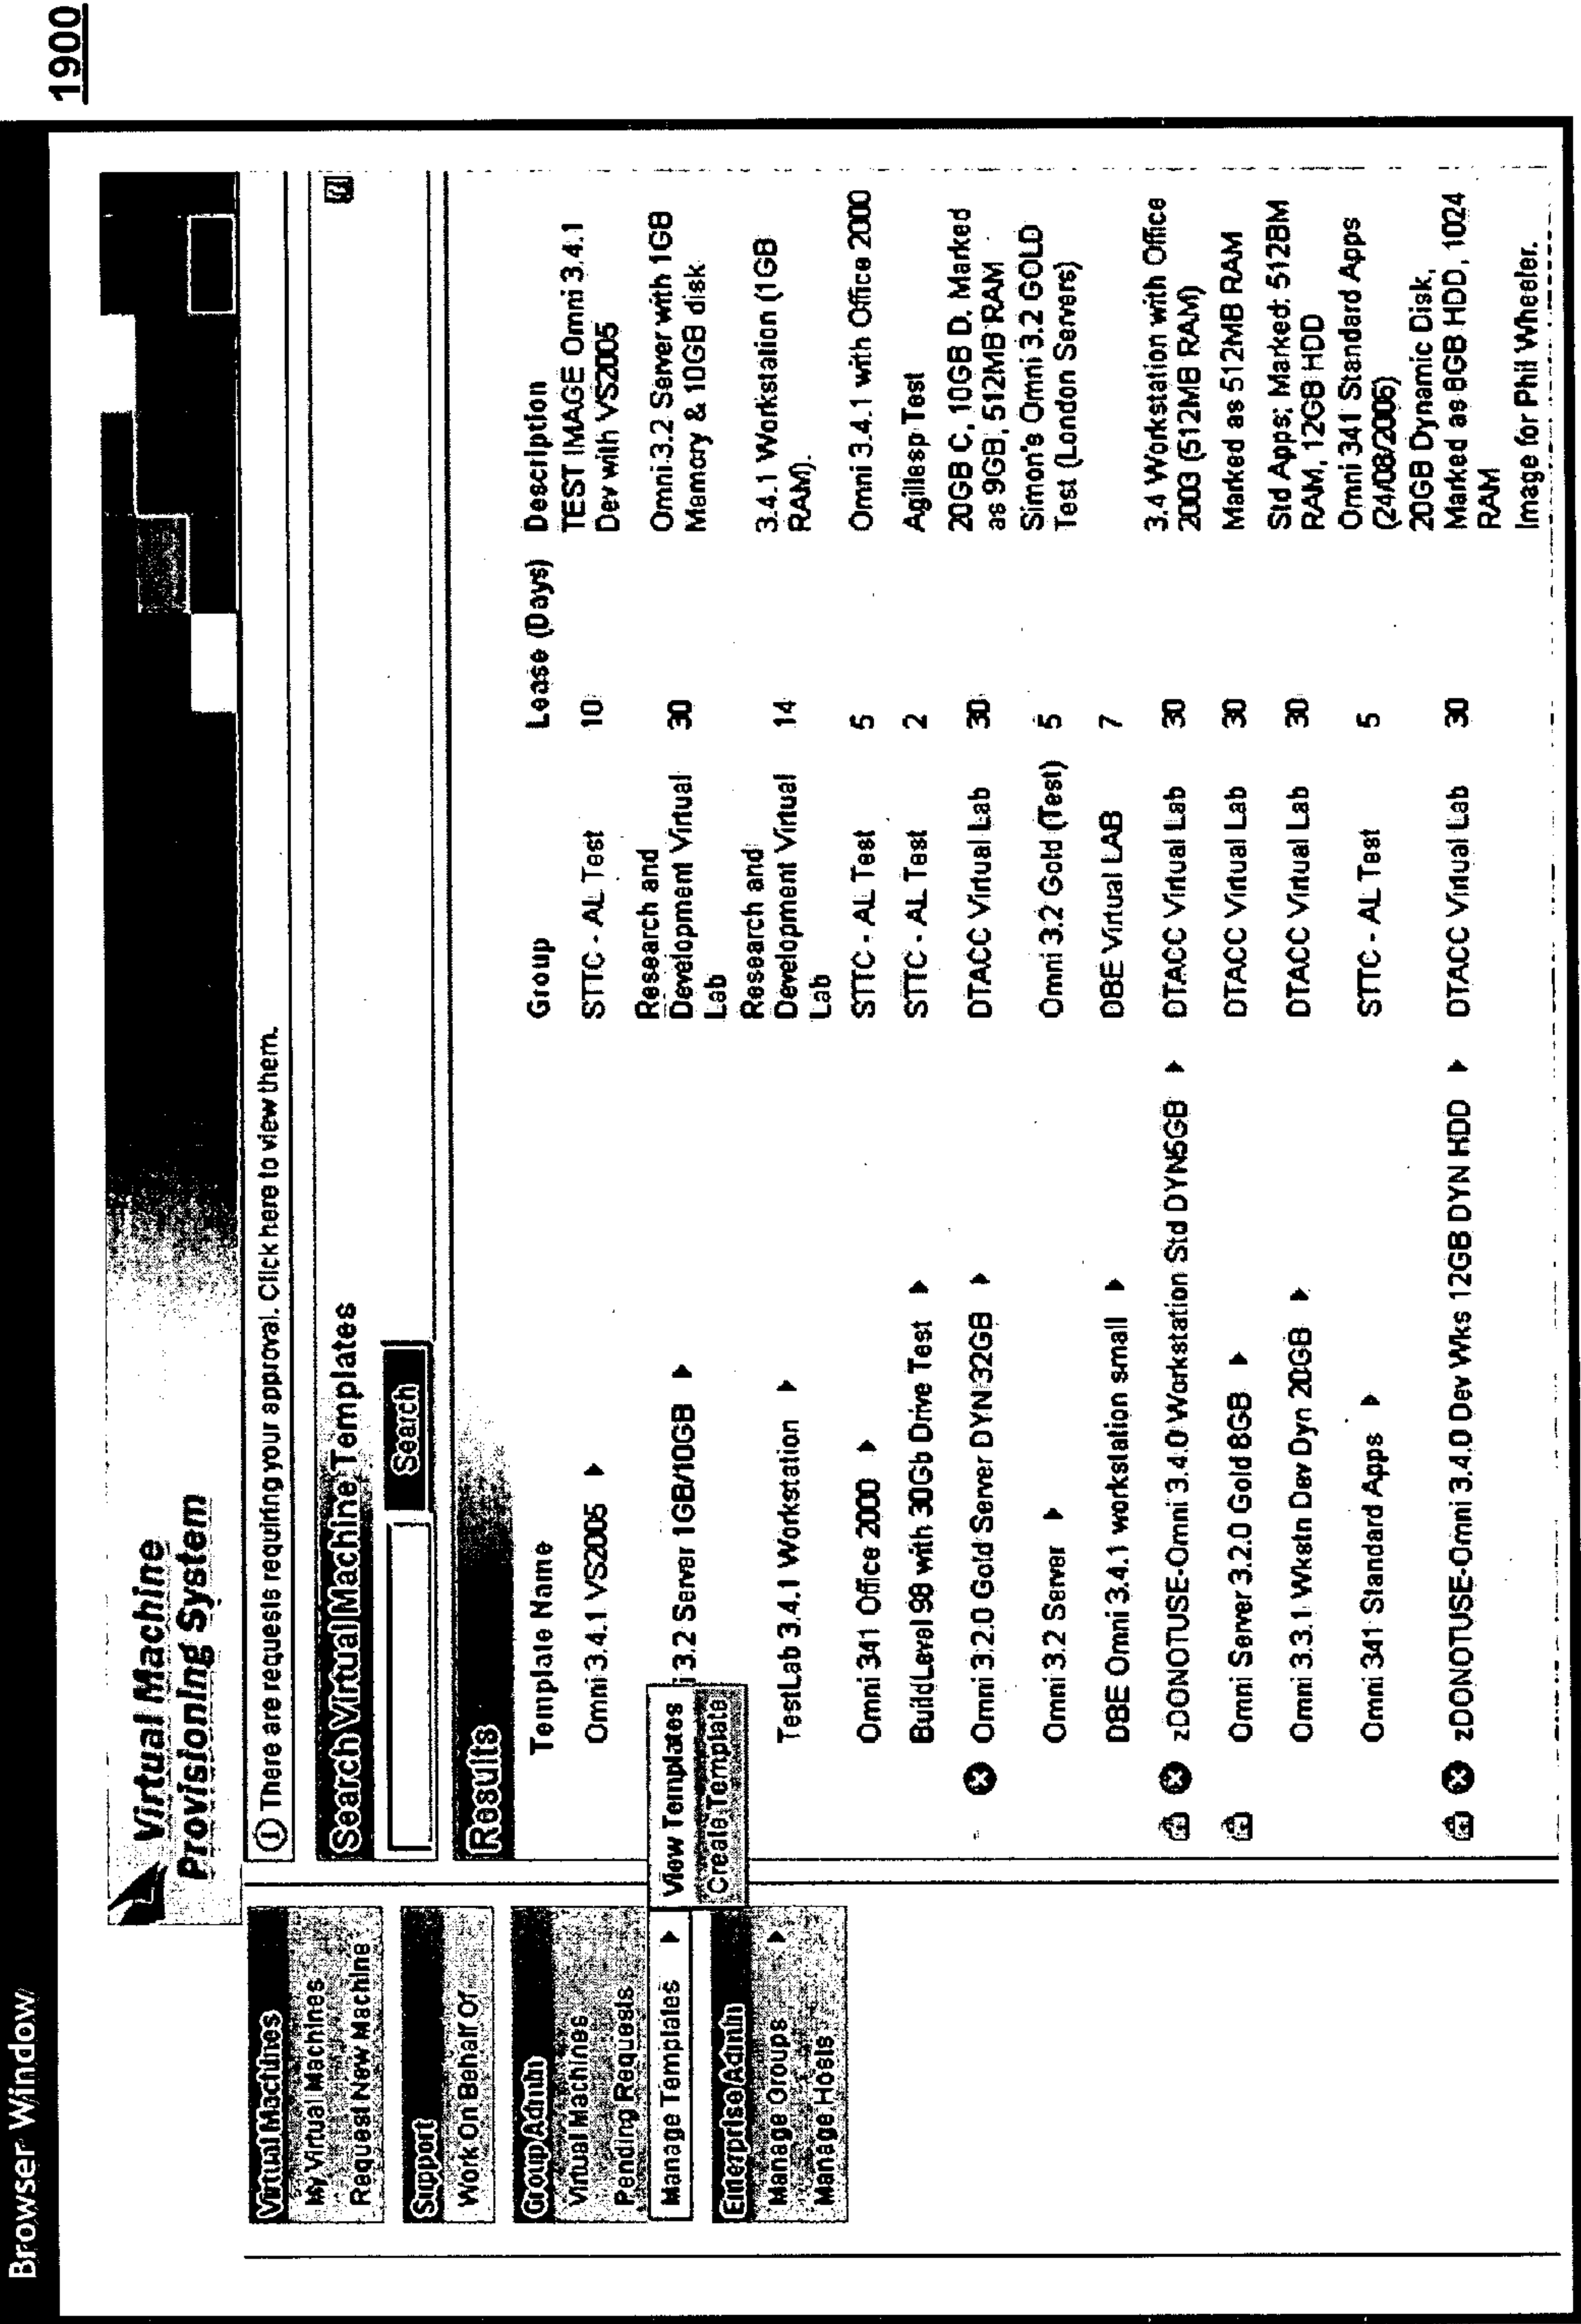 1900
Browser Window
Virtual Machine
Provisioning System
There are requests requiring your approval. Click here to view them.
Virtual Machines
My Virtual Machines
Request New Machine
Support
Work On Behalf Of
Group Admin
Virtual Machines
Pending Requests
Manage Templates
View Templates
Create Template
Enterprise Admin
Manage Groups
Manage Hosts
Search Virtual Machine Templates
Search
Results
Template Name Group Lease (Days) Description
Omni 3.4.1 VS2005 STTC - AL Test 10 TEST IMAGE Omni 3.4.1
Dev with VS2005
i 3.2 Server 1GB/10GB Research and
Development Virtual
Lab 30 Omni 3.2 Server with 1GB
Memory & 10GB disk
TestLab 3.4.1 Workstation Research and
Development Virtual
Lab 14 3.4.1 Workstation (1GB
RAM).
Omni 341 Office 2000 STTC - AL Test 5 Omni 3.4.1 with Office 2000
BuildLevel 98 with 30Gb Drive Test STTC - AL Test 2 Agillesp Test
Omni 3.2.0 Gold Server DYN 32GB DTACC Virtual Lab 30 20GB C, 10GB D. Marked
as 9GB, 512MB RAM
Omni 3.2 Server Omni 3.2 Gold (Test) 5 Simon's Omni 3.2 GOLD
Test (London Servers)
DBE Omni 3.4.1 workstation small DBE Virtual LAB 7
zDONOTUSE-Omni 3.4.0 Workstation Std DYN6GB DTACC Virtual Lab 30 3.4 Workstation with Office
2003 (512MB RAM)
Omni Server 3.2.0 Gold 8GB DTACC Virtual Lab 30 Marked as 512MB RAM
Omni 3.3.1 Wkstn Dev Dyn 20GB DTACC Virtual Lab 30 Std Apps; Marked: 512BM
RAM, 12GB HDD
Omni 341 Standard Apps STTC - AL Test 5 Omni 341 Standard Apps
(24/08/2006)
zDONOTUSE-Omni 3.4.0 Dev Wks 12GB DYN HDD DTACC Virtual Lab 30 20GB Dynamic Disk,
Marked as 8GB HDD, 1024
RAM
Image for Phil Wheeler.